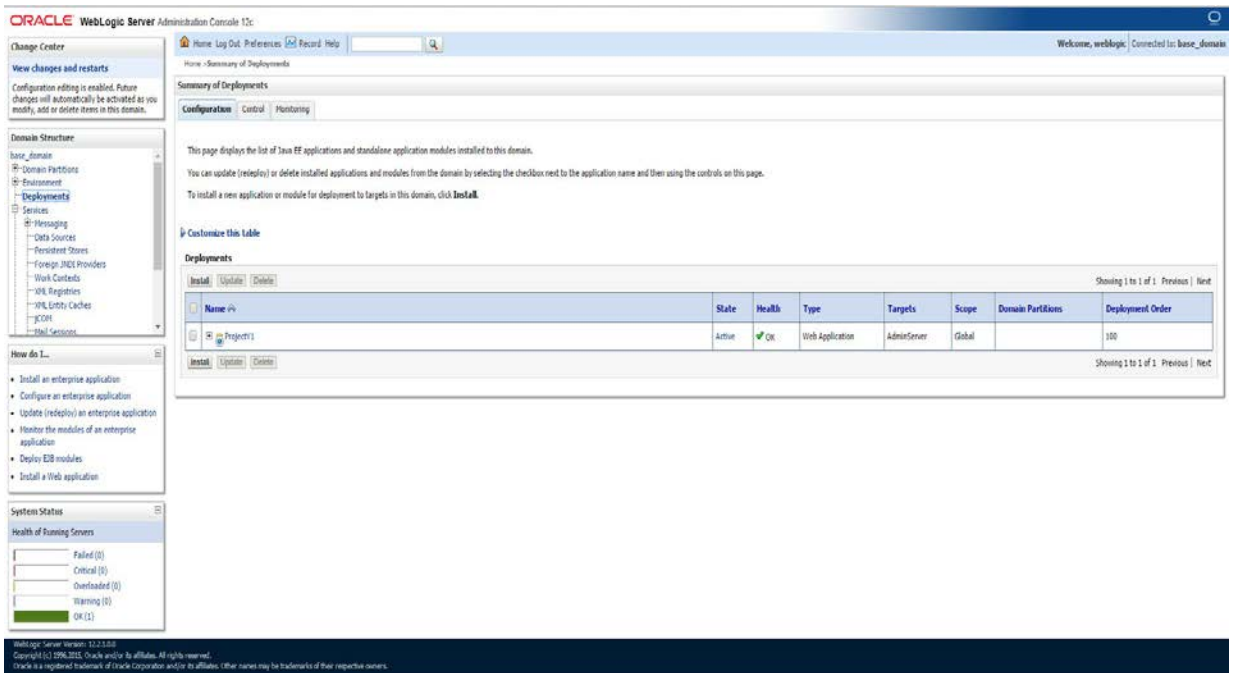 ORACLE WebLogic Server Administration Console 12c
Change Center
View changes and restarts
Configuration editing is enabled. Future
changes will automatically be activated as you
modify, add or delete items in this domain.
Domain Structure
base_domain
Domain Partitions
Environment
Deployments
Services
Messaging
Data Sources
Persistent Stores
Foreign JNDI Providers
Work Contexts
XML Registries
XML Entity Caches
jCOM
Mail Sessions
How do I...
Install an enterprise application
Configure an enterprise application
Update (redeploy) an enterprise application
Monitor the modules of an enterprise
application
Deploy EJB modules
Install a Web application
System Status
Health of Running Servers
Failed (0)
Critical (0)
Overloaded (0)
Warning (0)
OK (1)
Home Log Out Preferences Record Help
Welcome, weblogic Connected to: base_domain
Home >Summary of Deployments
Summary of Deployments
Configuration Control Monitoring
This page displays the list of Java EE applications and standalone application modules installed to this domain.
You can update (redeploy) or delete installed applications and modules from the domain by selecting the checkbox next to the application name and then using the controls on this page.
To install a new application or module for deployment to targets in this domain, click Install.
Customize this table
Deployments
Install Update Delete Showing 1 to 1 of 1 Previous | Next
Name State Health Type Targets Scope Domain Partitions Deployment Order
Active OK Web Application AdminServer Global 100
Install Update Delete Showing 1 to 1 of 1 Previous | Next
WebLogic Server Version: 12.2.1.0.0
Copyright (c) 1996,2015, Oracle and/or its affiliates. All rights reserved.
Oracle is a registered trademark of Oracle Corporation and/or its affiliates. Other names may be trademarks of their respective owners.